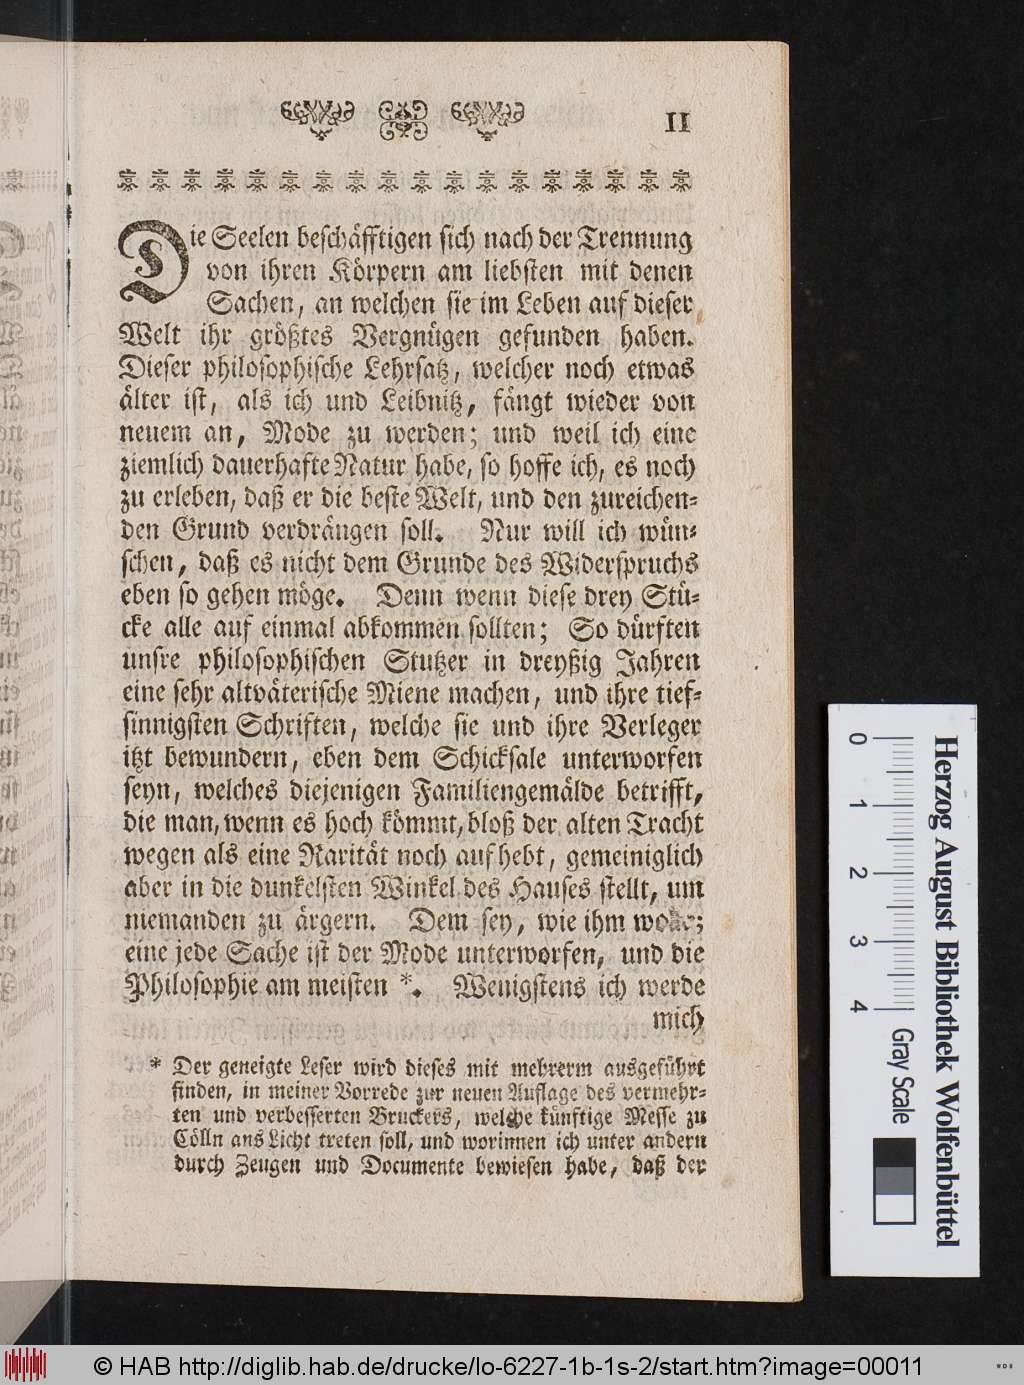 11
Die Seelen beschäfftigen sich nach der Trennung
von ihren Körpern am liebsten mit denen
Sachen, an welchen sie im Leben auf dieser
Welt ihr größtes Vergnügen gefunden haben.
Dieser philosophische Lehrsatz, welcher noch etwas
älter ist, als ich und Leibnitz, fängt wieder von
neuem an, Mode zu werden; und weil ich eine
ziemlich dauerhafte Natur habe, so hoffe ich, es noch
zu erleben, daß er die beste Welt, und den zureichen-
den Grund verdrängen soll. Nur will ich wün-
schen, daß es nicht dem Grunde des Widerspruchs
eben so gehen möge. Denn wenn diese drey Stü-
cke alle auf einmal abkommen sollten; So dürften
unsre philosophischen Stutzer in dreyßig Jahren
eine sehr altväterische Miene machen, und ihre tief-
sinnigsten Schriften, welche sie und ihre Verleger
itzt bewundern, eben dem Schicksale unterworfen
seyn, welches diejenigen Familiengemälde betrifft,
die man, wenn es hoch kömmt, bloß der alten Tracht
wegen als eine Rarität noch aufhebt, gemeiniglich
aber in die dunkelsten Winkel des Hauses stellt, um
niemanden zu ärgern. Dem sey, wie ihm wolle;
eine jede Sache ist der Mode unterworfen, und die
Philosophie am meisten *. Wenigstens ich werde
mich
* Der geneigte Leser wird dieses mit mehrerm ausgeführt
finden, in meiner Vorrede zur neuen Auflage des vermehr-
ten und verbesserten Bruckers, welche künftige Messe zu
Cölln ans Licht treten soll, und worinnen ich unter andern
durch Zeugen und Documente bewiesen habe, daß der
0 1 2 3 4
Gray Scale
Herzog August Bibliothek Wolfenbüttel
© HAB http://diglib.hab.de/drucke/lo-6227-1b-1s-2/start.htm?image=00011